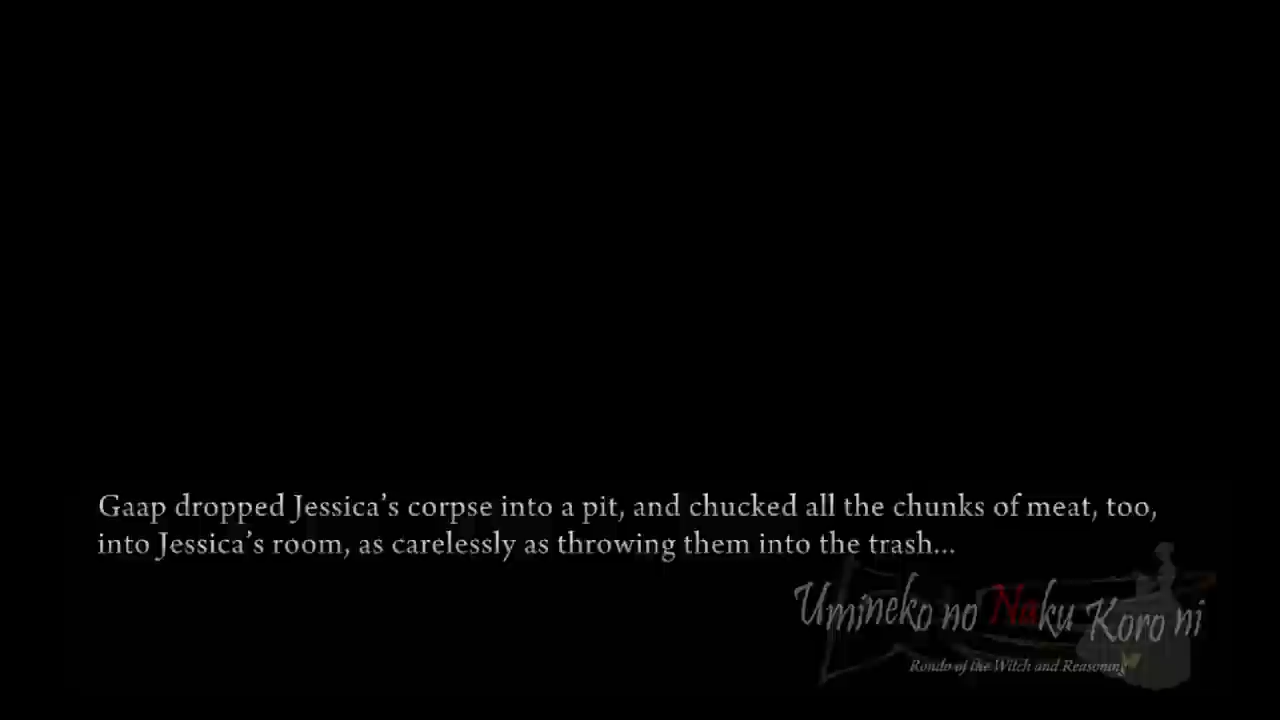 Gaap dropped Jessica's corpse into a pit, and chucked all the chunks of meat, too,
into Jessica's room, as carelessly as throwing them into the trash...
Umineko no Naku Koro ni
Rondo of the Witch and Reasoning